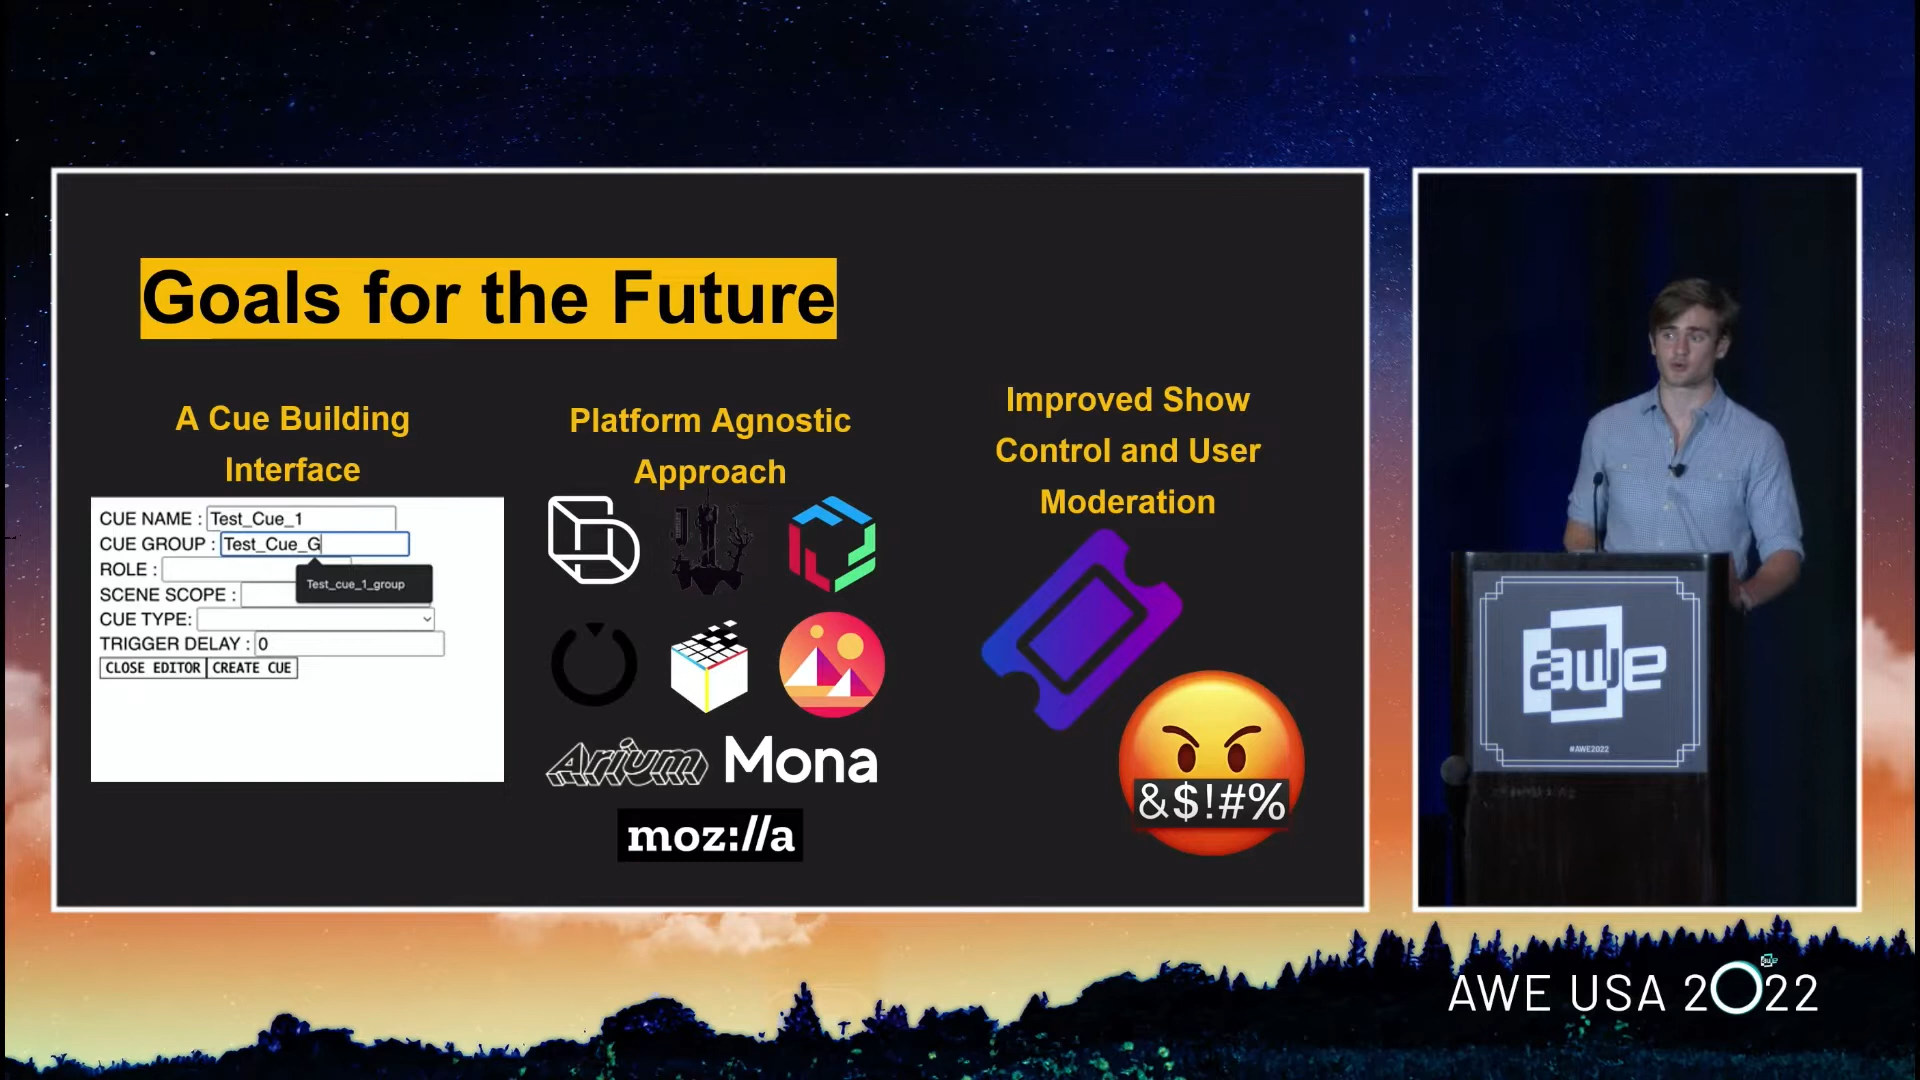 Goals for the Future
A Cue Building
Interface
CUE NAME : Test_Cue_1
CUE GROUP : Test_Cue_G
Test_cue_1_group
ROLE :
SCENE SCOPE :
CUE TYPE:
TRIGGER DELAY : 0
CLOSE EDITOR CREATE CUE
Platform Agnostic
Approach
Arium Mona
moz://a
Improved Show
Control and User
Moderation
&$!#%
awe
#AWE2022
AWE USA 2022